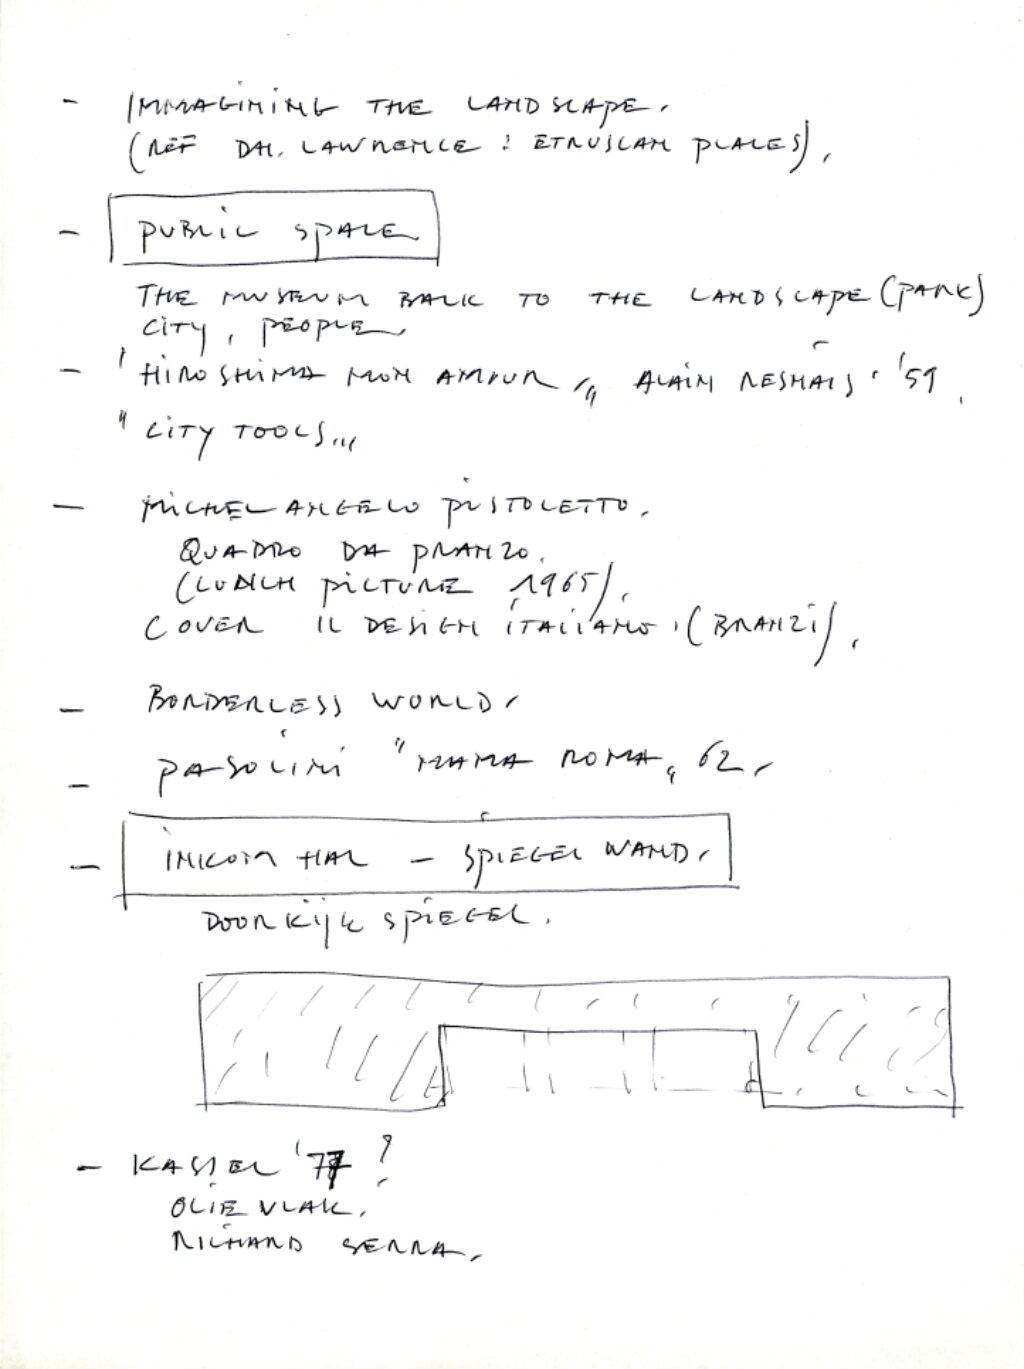 - IMMAGINING THE LANDSCAPE.
(REF DH. LAWRENCE : ETRUSCAN PLACES).
- PUBLIC SPACE
THE MUSEUM BACK TO THE LANDSCAPE (PARK)
CITY, PEOPLE
- "HIROSHIMA MON AMOUR" ALAIN RESNAIS. '59.
"CITY TOOLS"
- MICHELANGELO PISTOLETTO.
QUADRO DA PRANZO.
(LUNCH PICTURE 1965).
COVER IL DESIGN ITALIANO. (BRANZI).
- BORDERLESS WORLD.
- PASOLINI "MAMA ROMA" 62.
- INKOM HAL - SPIEGEL WAND.
DOORKIJK SPIEGEL.
- KASSEL '77?
OLIE VLAK.
RICHARD SERRA.